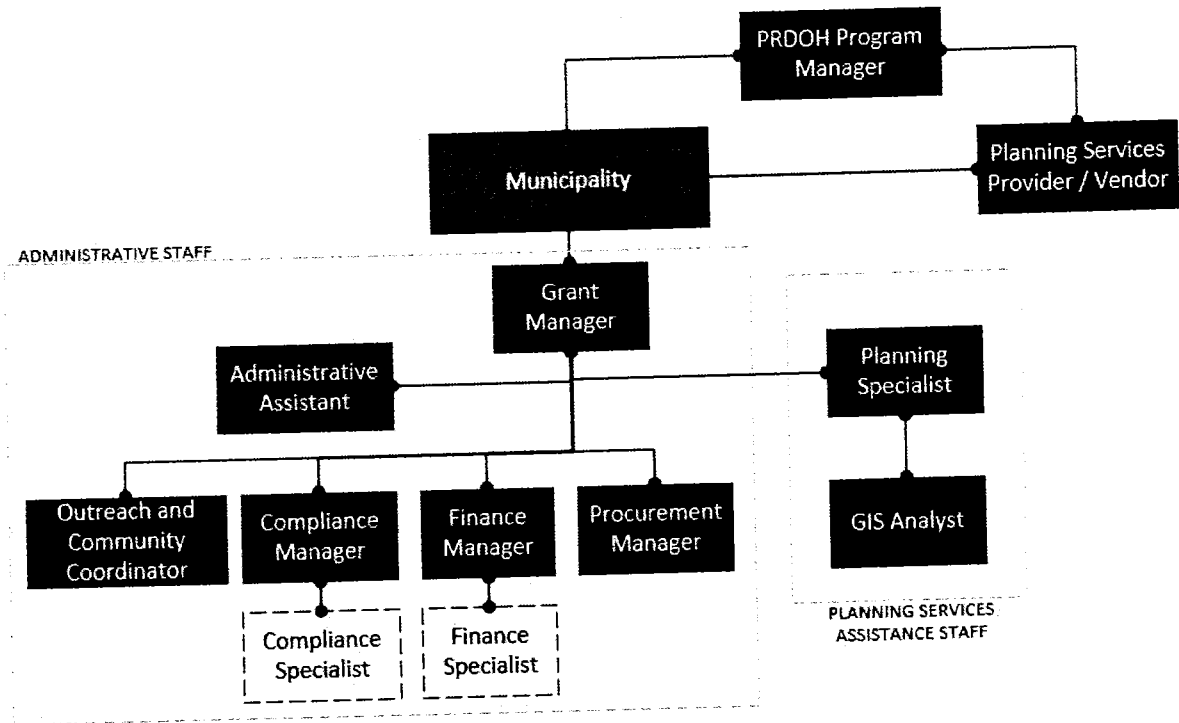 PRDOH Program
Manager
Municipality
Planning Services
Provider / Vendor
ADMINISTRATIVE STAFF
Grant
Manager
Administrative
Assistant
Planning
Specialist
Outreach and
Community
Coordinator
Compliance
Manager
Finance
Manager
Procurement
Manager
GIS Analyst
Compliance
Specialist
Finance
Specialist
PLANNING SERVICES
ASSISTANCE STAFF